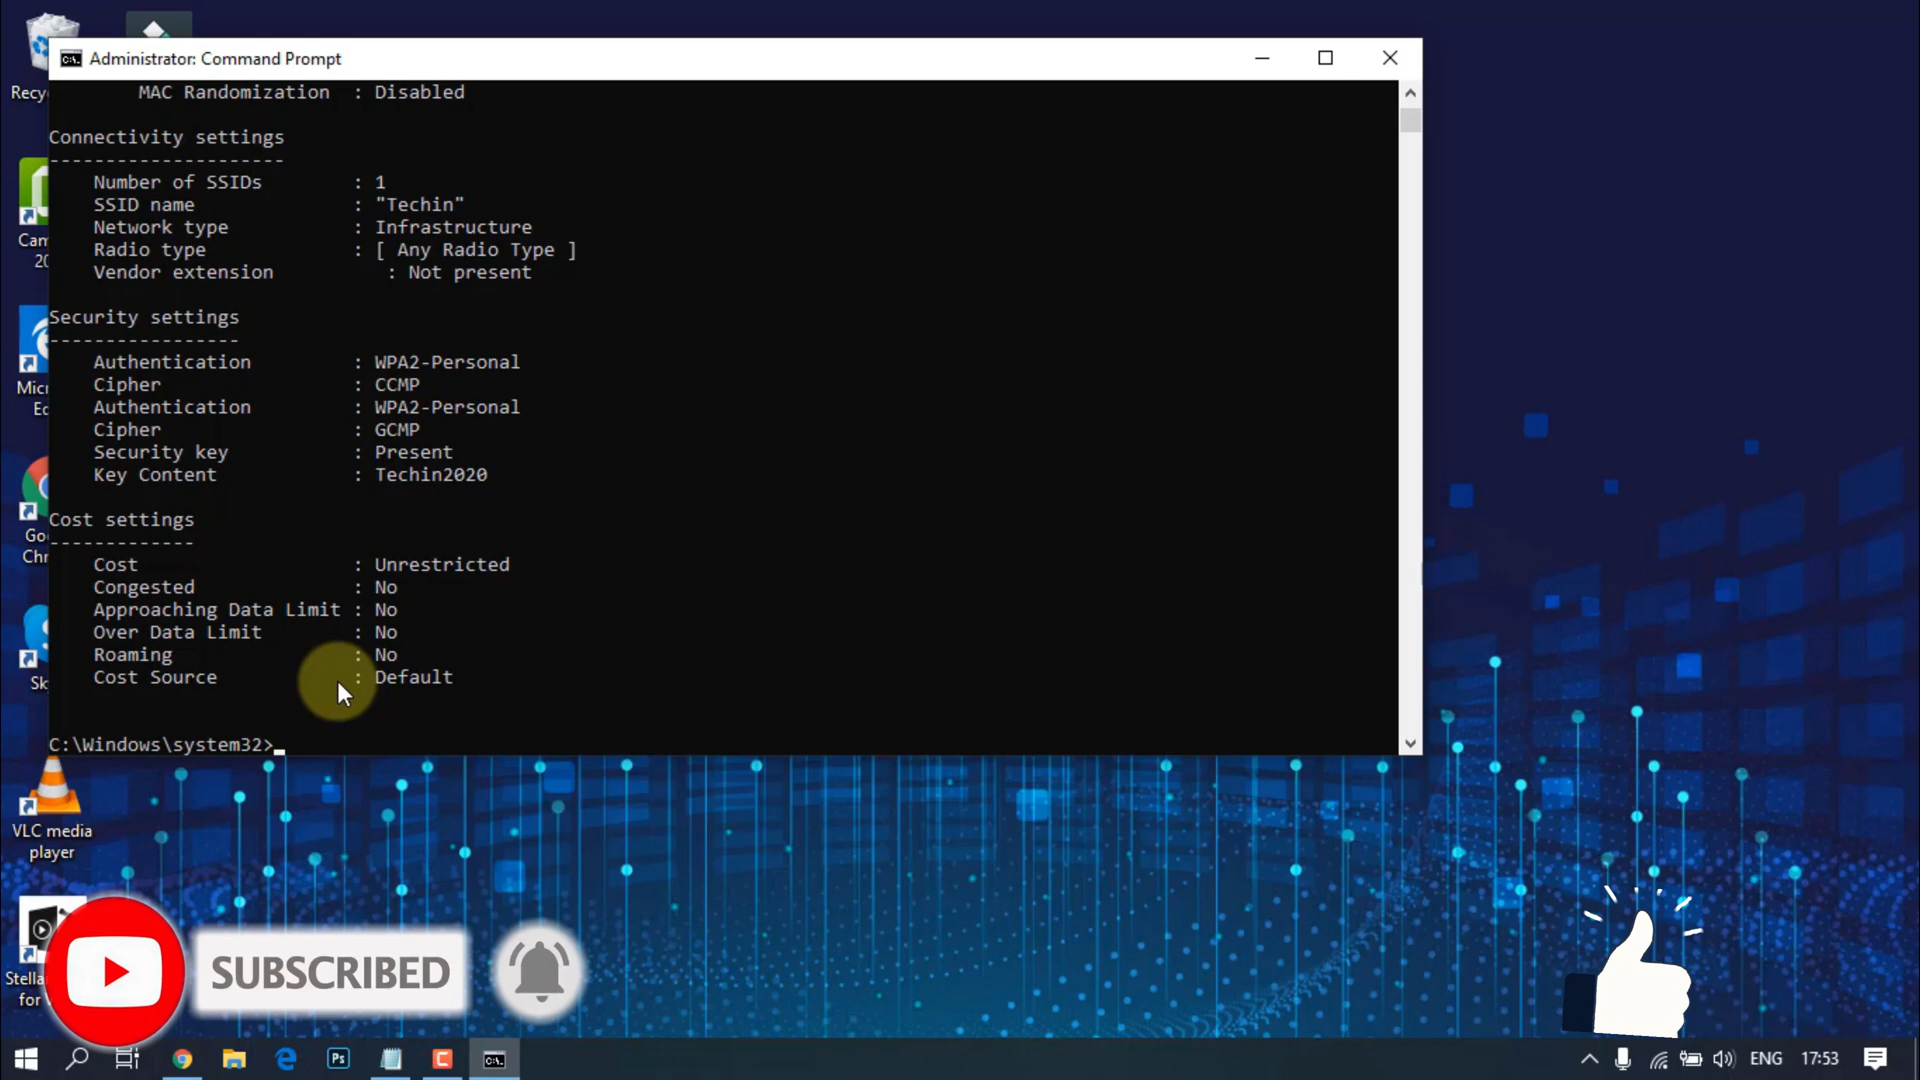 Administrator: Command Prompt
MAC Randomization : Disabled
Connectivity settings
---------------------
Number of SSIDs : 1
SSID name : "Techin"
Network type : Infrastructure
Radio type : [ Any Radio Type ]
Vendor extension : Not present
Security settings
-----------------
Authentication : WPA2-Personal
Cipher : CCMP
Authentication : WPA2-Personal
Cipher : GCMP
Security key : Present
Key Content : Techin2020
Cost settings
-------------
Cost : Unrestricted
Congested : No
Approaching Data Limit : No
Over Data Limit : No
Roaming : No
Cost Source : Default
C:\Windows\system32>
Recy
Cam
20
Micr
Ed
Goo
Chr
Sk
VLC media
player
Stella
for
SUBSCRIBED
Ps
ENG
17:53